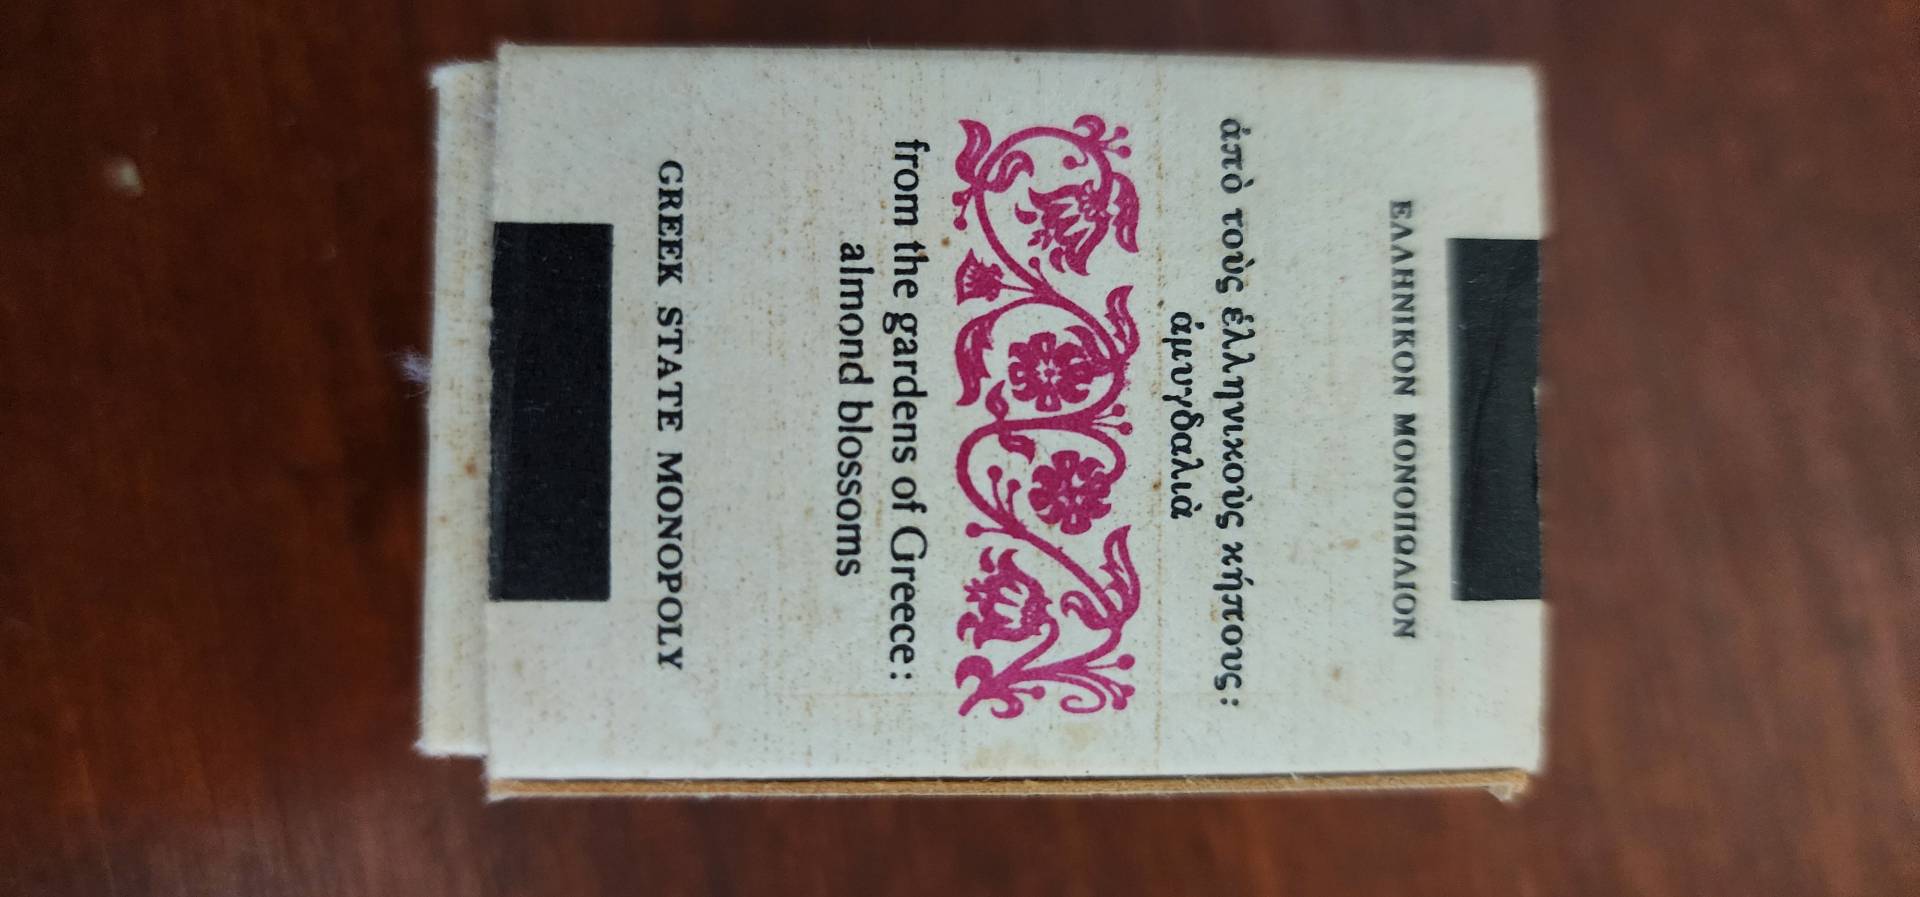 ΕΛΛΗΝΙΚΟΝ ΜΟΝΟΠΩΛΙΟΝ
ἀπὸ τοὺς ἑλληνικοὺς κήπους:
ἀμυγδαλιὰ
from the gardens of Greece:
almond blossoms
GREEK STATE MONOPOLY